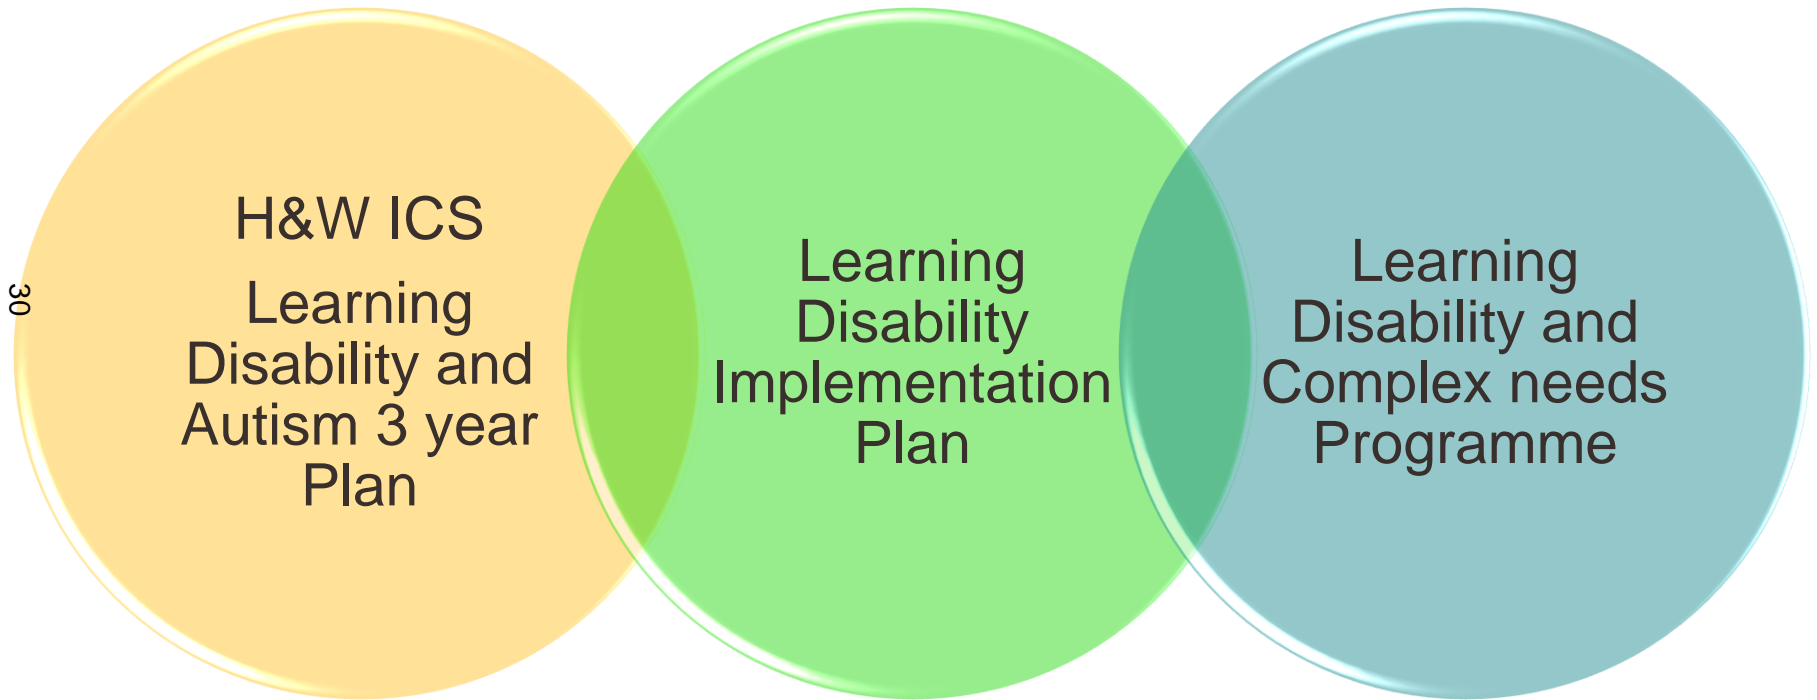 H&W ICS
Learning
Disability and
Autism 3 year
Plan
Learning
Disability
Implementation
Plan
Learning
Disability and
Complex needs
Programme
30